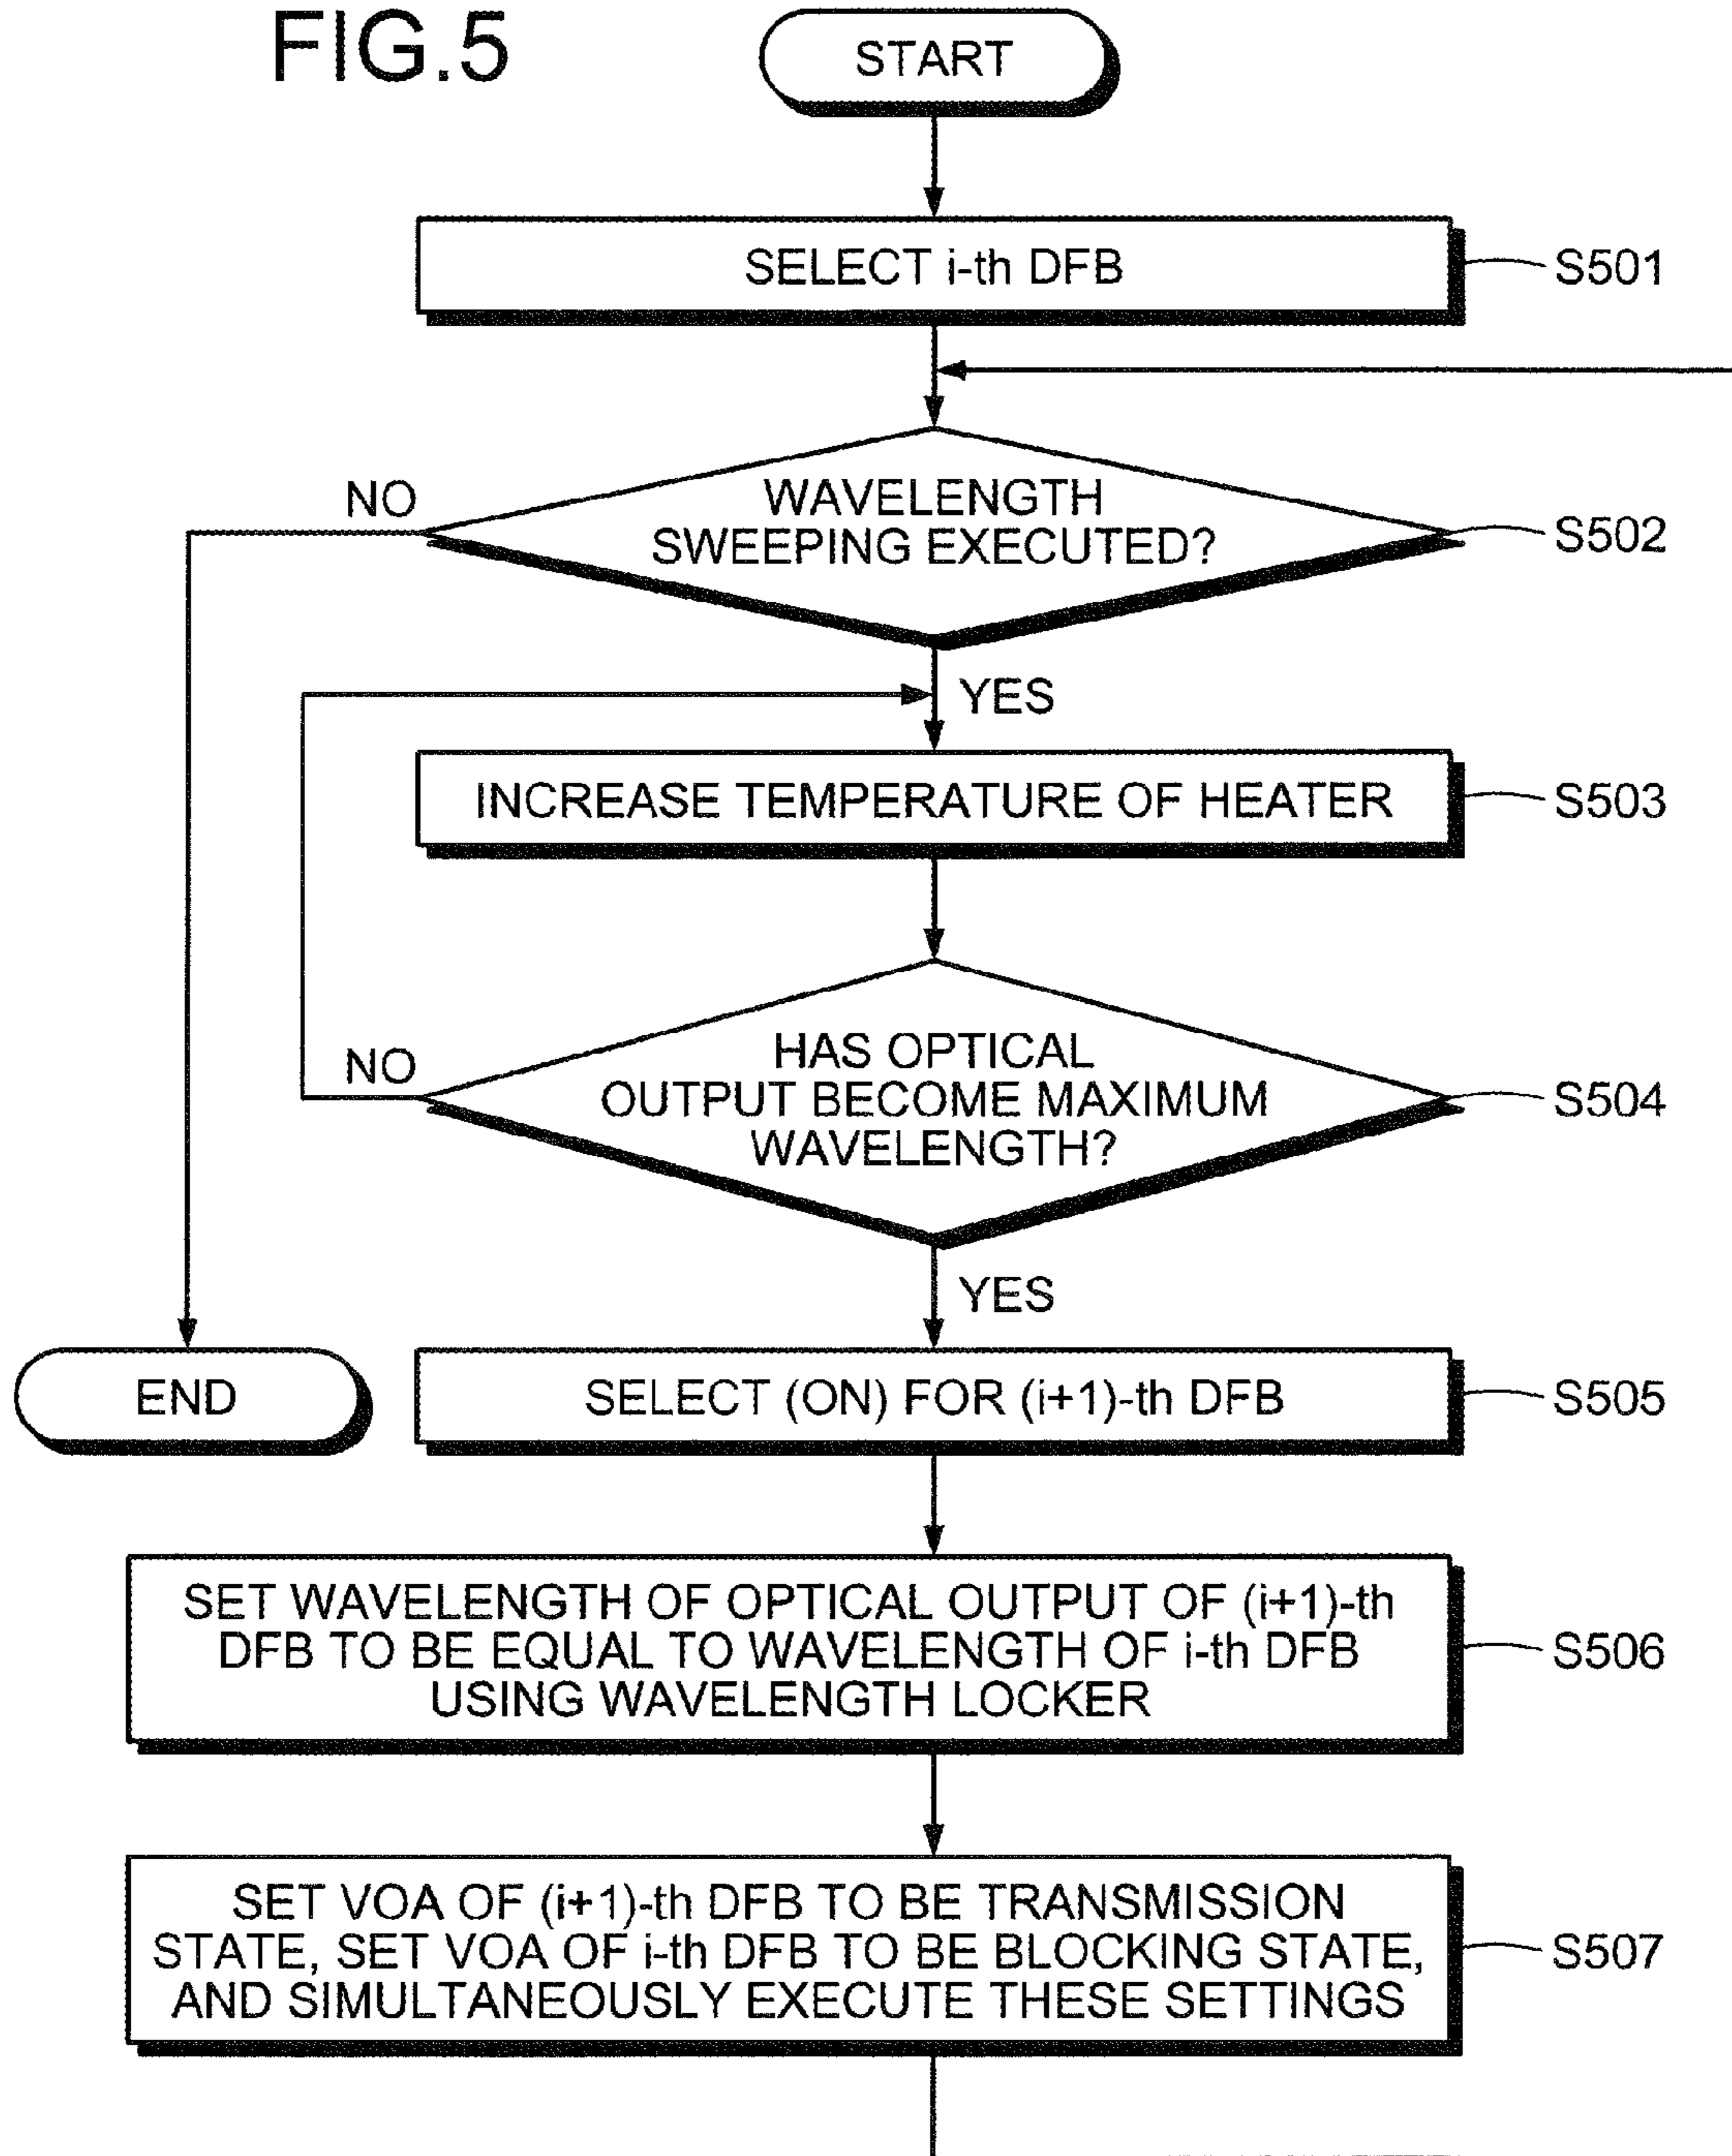 FIG.5
START
SELECT i-th DFB
S501
WAVELENGTH
SWEEPING EXECUTED?
NO
S502
YES
INCREASE TEMPERATURE OF HEATER
S503
HAS OPTICAL
OUTPUT BECOME MAXIMUM
WAVELENGTH?
NO
S504
YES
END
SELECT (ON) FOR (i+1)-th DFB
S505
SET WAVELENGTH OF OPTICAL OUTPUT OF (i+1)-th
DFB TO BE EQUAL TO WAVELENGTH OF i-th DFB
USING WAVELENGTH LOCKER
S506
SET VOA OF (i+1)-th DFB TO BE TRANSMISSION
STATE, SET VOA OF i-th DFB TO BE BLOCKING STATE,
AND SIMULTANEOUSLY EXECUTE THESE SETTINGS
S507